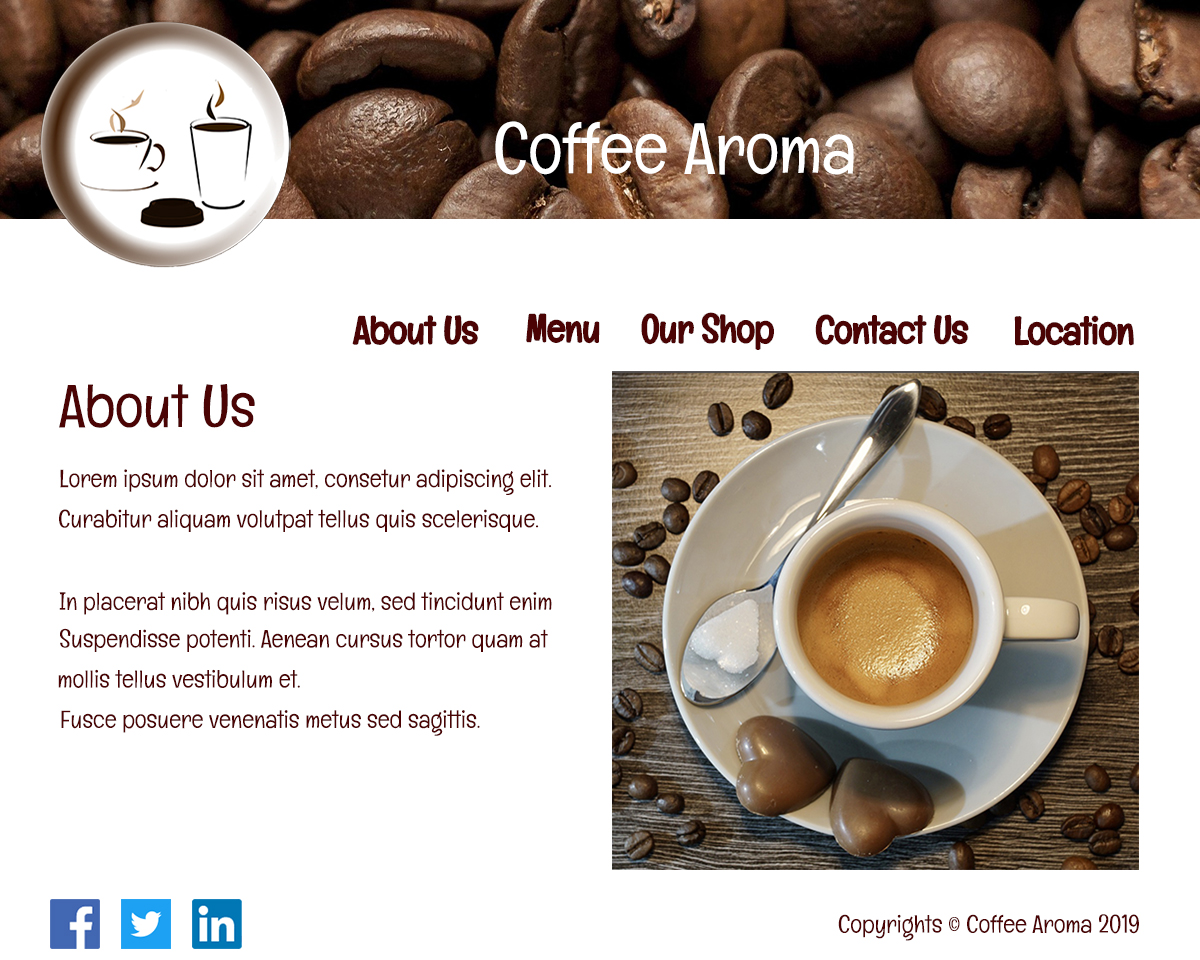 Coffee Aroma
About Us Menu Our Shop Contact Us Location
About Us
Lorem ipsum dolor sit amet, consetur adipiscing elit.
Curabitur aliquam volutpat tellus quis scelerisque.
In placerat nibh quis risus velum, sed tincidunt enim
Suspendisse potenti. Aenean cursus tortor quam at
mollis tellus vestibulum et.
Fusce posuere venenatis metus sed sagittis.
f in
Copyrights © Coffee Aroma 2019